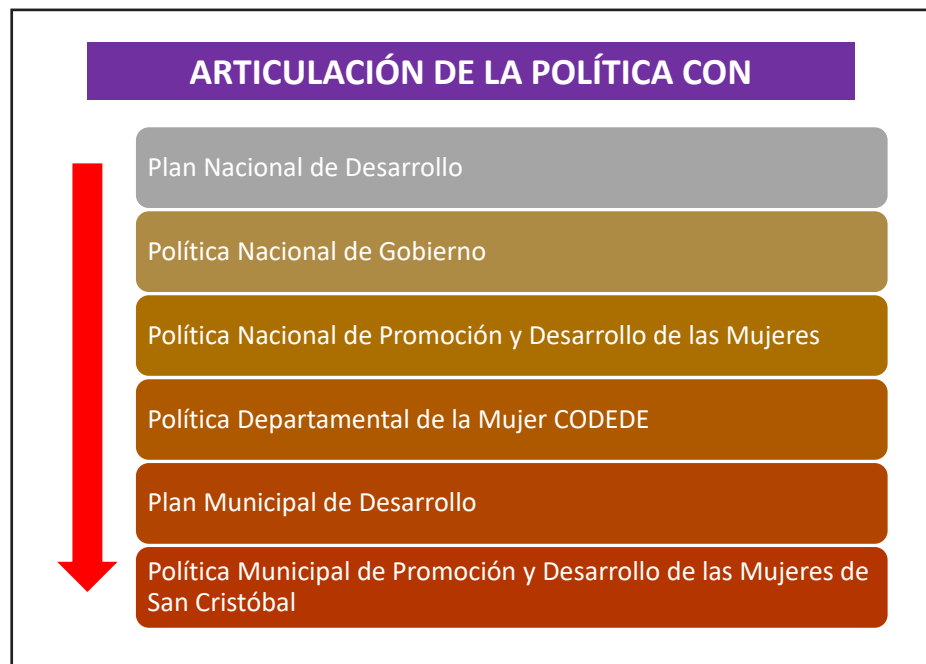 ARTICULACIÓN DE LA POLÍTICA CON
Plan Nacional de Desarrollo
Política Nacional de Gobierno
Política Nacional de Promoción y Desarrollo de las Mujeres
Política Departamental de la Mujer CODEDE
Plan Municipal de Desarrollo
Política Municipal de Promoción y Desarrollo de las Mujeres de
San Cristóbal